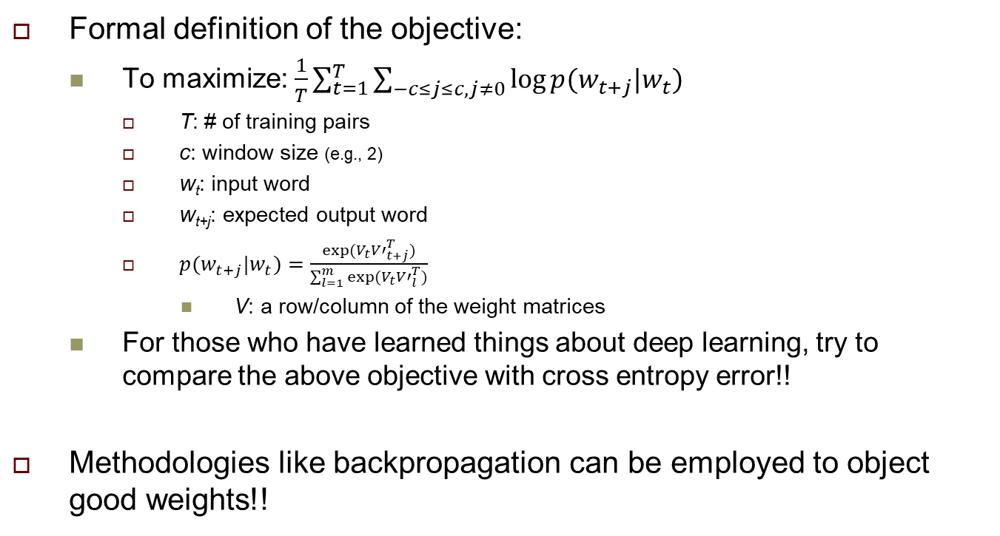 Formal definition of the objective:
To maximize: $\frac{1}{T}\sum_{t=1}^{T}\sum_{-c\le j\le c,j\ne 0}\log p(w_{t+j}|w_t)$
T: # of training pairs
c: window size (e.g., 2)
w_t: input word
w_{t+j}: expected output word
$p(w_{t+j}|w_t) = \frac{\exp(V_t V\prime_{t+j}^{T})}{\sum_{l=1}^{m}\exp(V_t V\prime_{l}^{T})}$
V: a row/column of the weight matrices
For those who have learned things about deep learning, try to
compare the above objective with cross entropy error!!
Methodologies like backpropagation can be employed to object
good weights!!